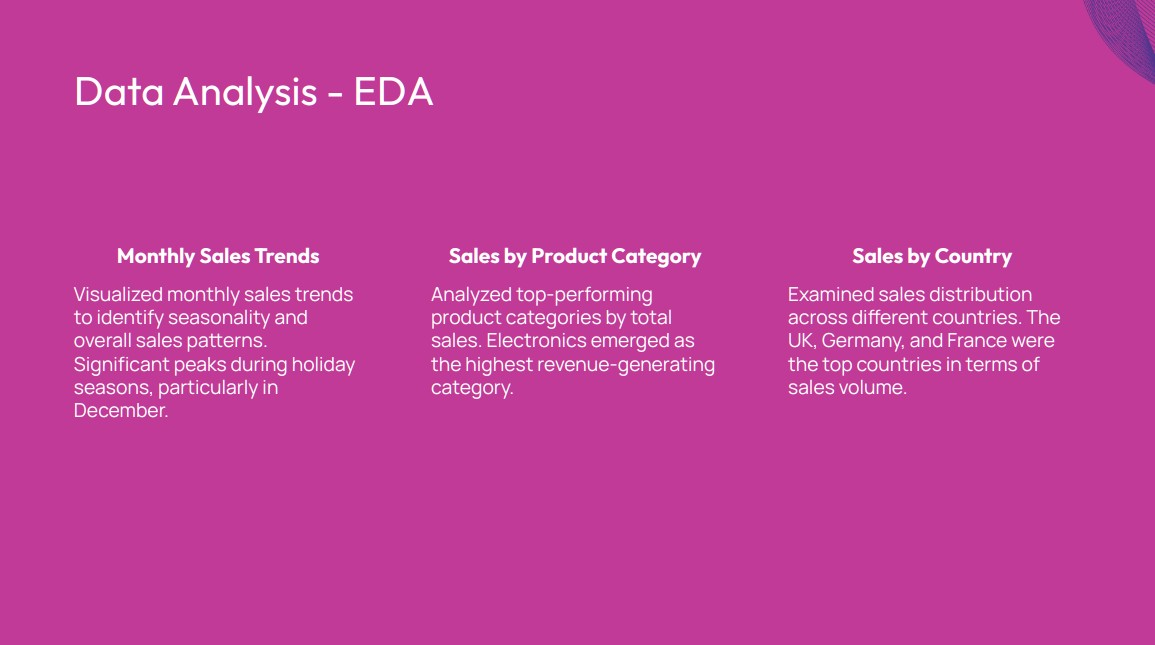 Data Analysis - EDA
Monthly Sales Trends
Visualized monthly sales trends
to identify seasonality and
overall sales patterns.
Significant peaks during holiday
seasons, particularly in
December.
Sales by Product Category
Analyzed top-performing
product categories by total
sales. Electronics emerged as
the highest revenue-generating
category.
Sales by Country
Examined sales distribution
across different countries. The
UK, Germany, and France were
the top countries in terms of
sales volume.